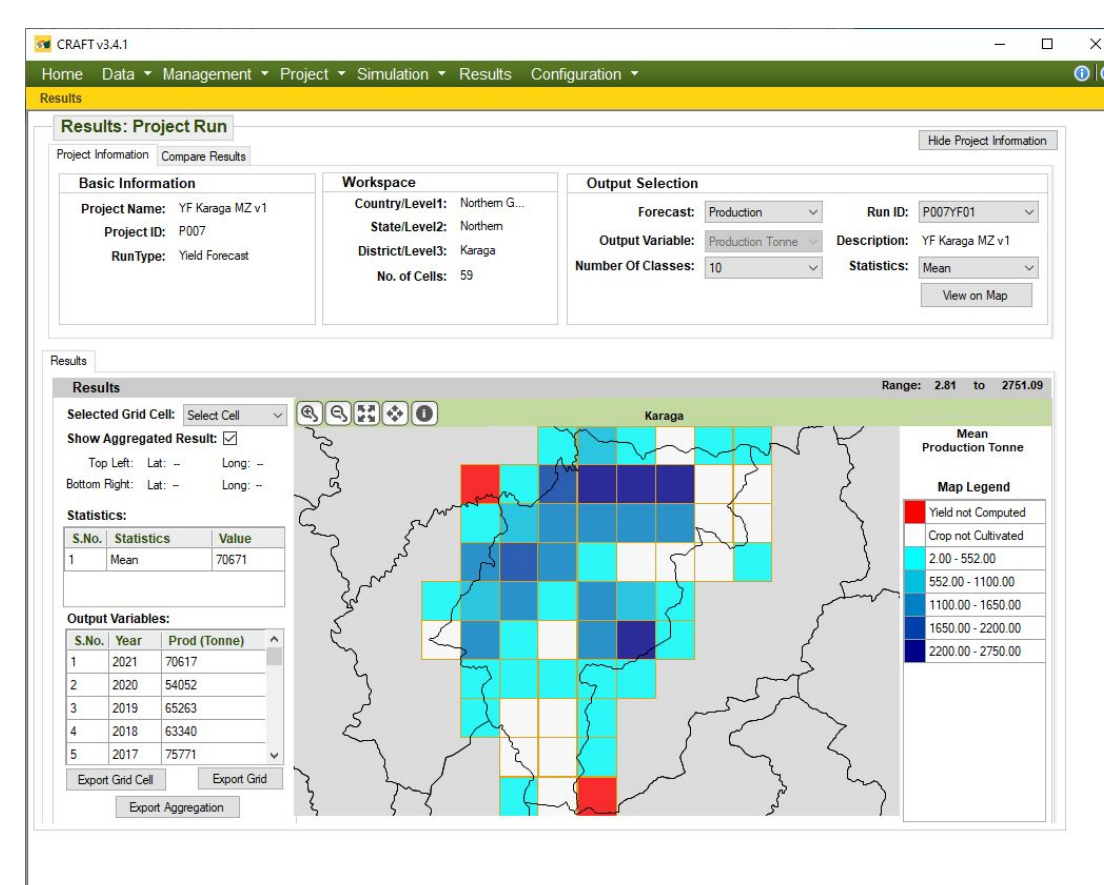 CRAFT v3.4.1
Home Data Management Project Simulation Results Configuration
Results
Results: Project Run
Hide Project Information
Project Information Compare Results
Basic Information
Project Name: YF Karaga MZ v1
Project ID: P007
RunType: Yield Forecast
Workspace
Country/Level1: Northern G...
State/Level2: Northern
District/Level3: Karaga
No. of Cells: 59
Output Selection
Forecast: Production Run ID: P007YF01
Output Variable: Production Tonne Description: YF Karaga MZ v1
Number Of Classes: 10 Statistics: Mean
View on Map
Results
Results Range: 2.81 to 2751.09
Selected Grid Cell: Select Cell
Show Aggregated Result:
Top Left: Lat: -- Long: --
Bottom Right: Lat: -- Long: --
Statistics:
S.No. Statistics Value
1 Mean 70671
Output Variables:
S.No. Year Prod (Tonne)
1 2021 70617
2 2020 54052
3 2019 65263
4 2018 63340
5 2017 75771
Export Grid Cell Export Grid
Export Aggregation
Karaga
Mean
Production Tonne
Map Legend
Yield not Computed
Crop not Cultivated
2.00 - 552.00
552.00 - 1100.00
1100.00 - 1650.00
1650.00 - 2200.00
2200.00 - 2750.00